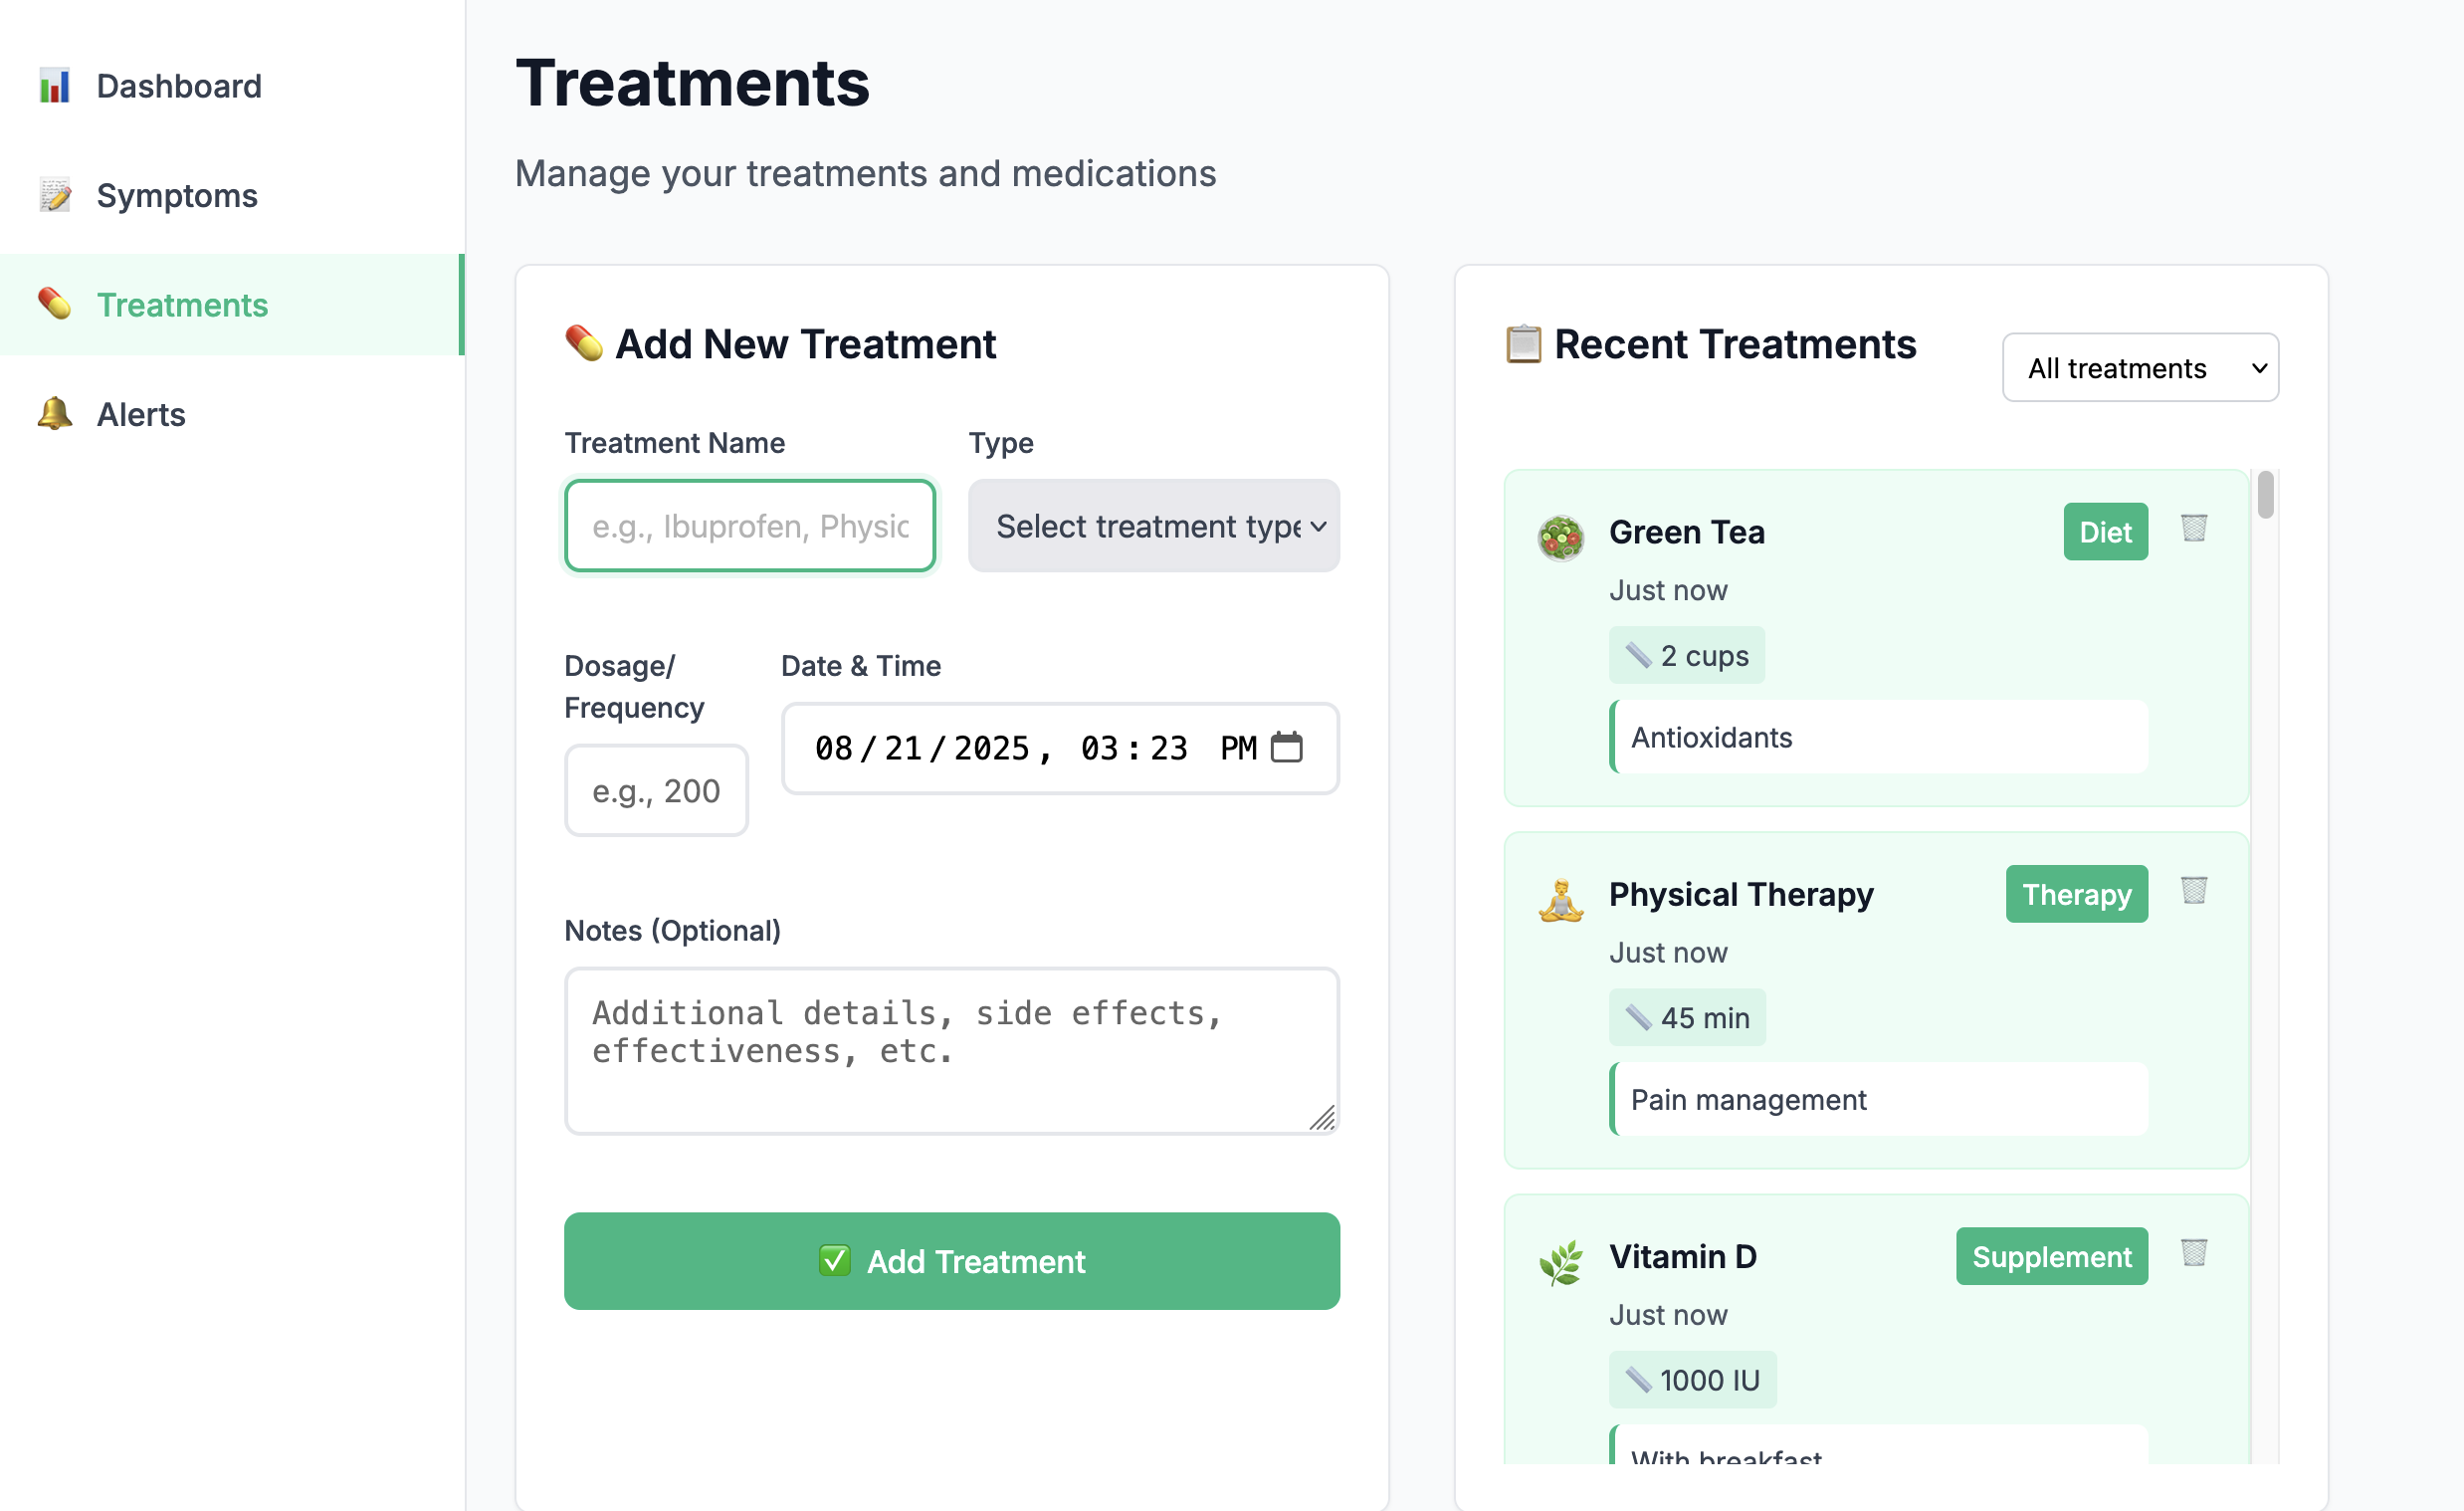 Dashboard
Symptoms
Treatments
Alerts
Treatments
Manage your treatments and medications
Add New Treatment
Treatment Name
Type
e.g., Ibuprofen, Physic
Select treatment type
Dosage/
Frequency
Date & Time
e.g., 200
08/21/2025, 03:23 PM
Notes (Optional)
Additional details, side effects,
effectiveness, etc.
Add Treatment
Recent Treatments
All treatments
Green Tea
Diet
Just now
2 cups
Antioxidants
Physical Therapy
Therapy
Just now
45 min
Pain management
Vitamin D
Supplement
Just now
1000 IU
With breakfast